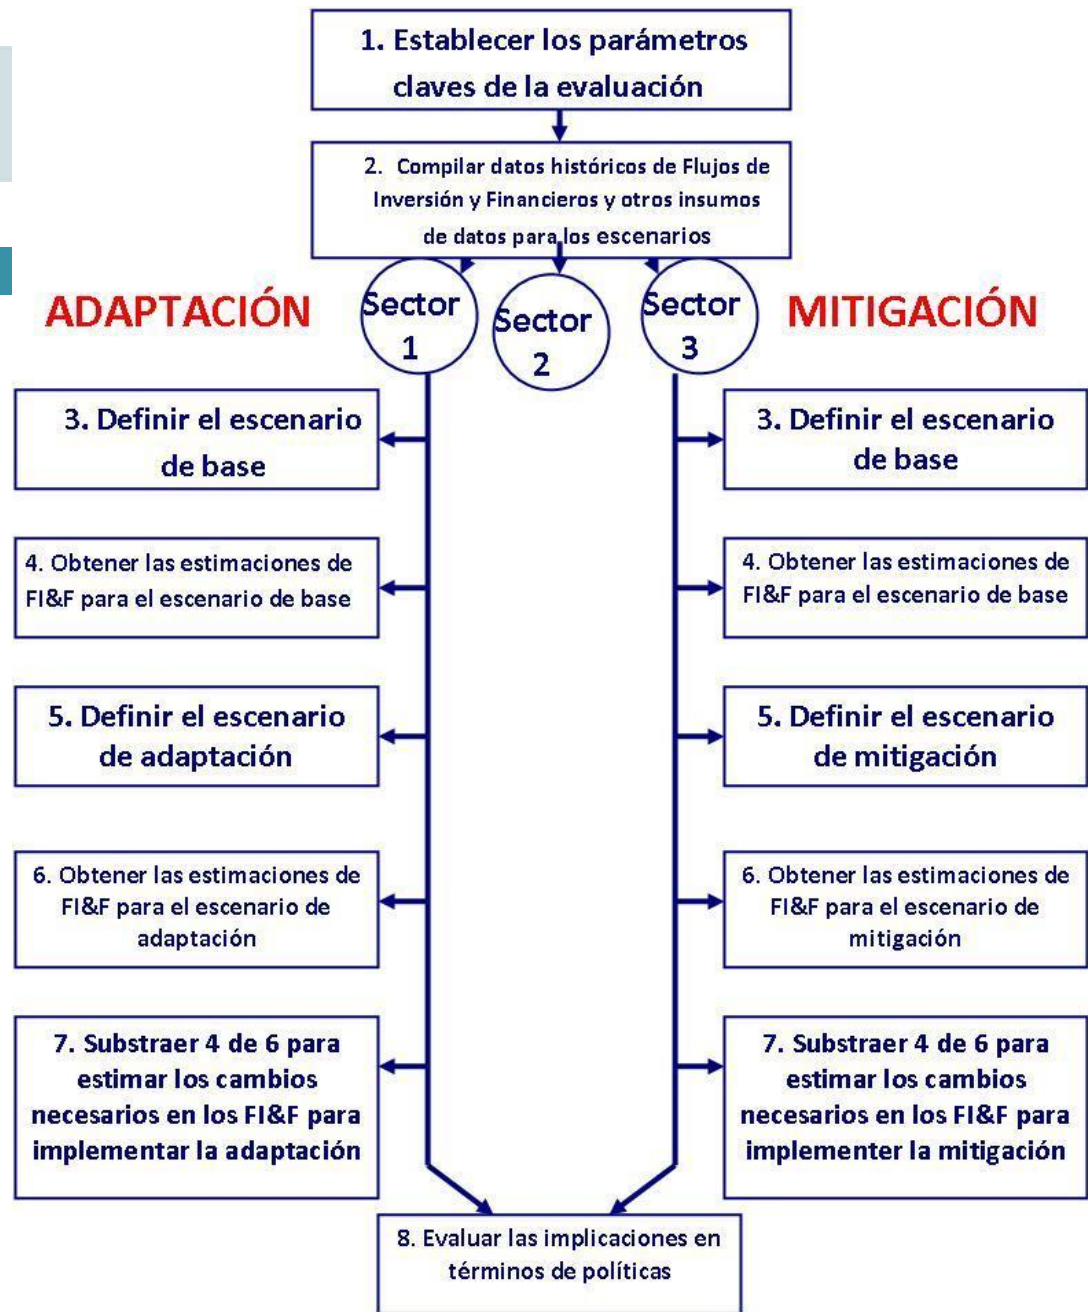 1. Establecer los parámetros
claves de la evaluación
2. Compilar datos históricos de Flujos de
Inversión y Financieros y otros insumos
de datos para los escenarios
ADAPTACIÓN
Sector
1
Sector
2
Sector
3
MITIGACIÓN
3. Definir el escenario
de base
4. Obtener las estimaciones de
FI&F para el escenario de base
5. Definir el escenario
de adaptación
6. Obtener las estimaciones de
FI&F para el escenario de
adaptación
7. Substraer 4 de 6 para
estimar los cambios
necesarios en los FI&F para
implementar la adaptación
3. Definir el escenario
de base
4. Obtener las estimaciones de
FI&F para el escenario de base
5. Definir el escenario
de mitigación
6. Obtener las estimaciones de
FI&F para el escenario de
mitigación
7. Substraer 4 de 6 para
estimar los cambios
necesarios en los FI&F para
implementer la mitigación
8. Evaluar las implicaciones en
términos de políticas